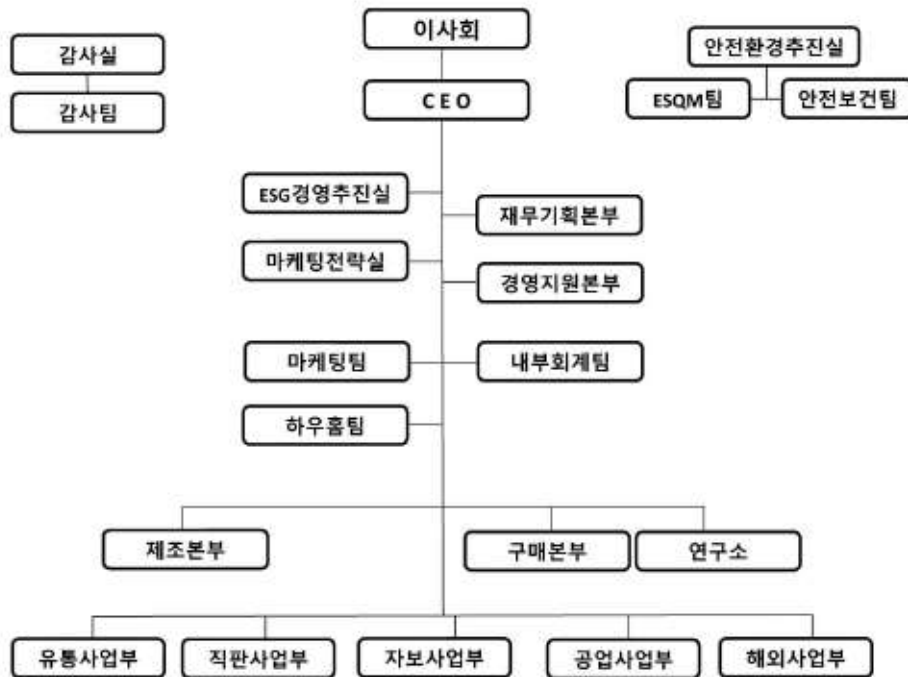 이사회
감사실
안전환경추진실
CEO
감사팀
ESQM팀
안전보건팀
ESG경영추진실
재무기획본부
마케팅전략실
경영지원본부
마케팅팀
내부회계팀
하우홈팀
제조본부
구매본부
연구소
유통사업부
직판사업부
자보사업부
공업사업부
해외사업부